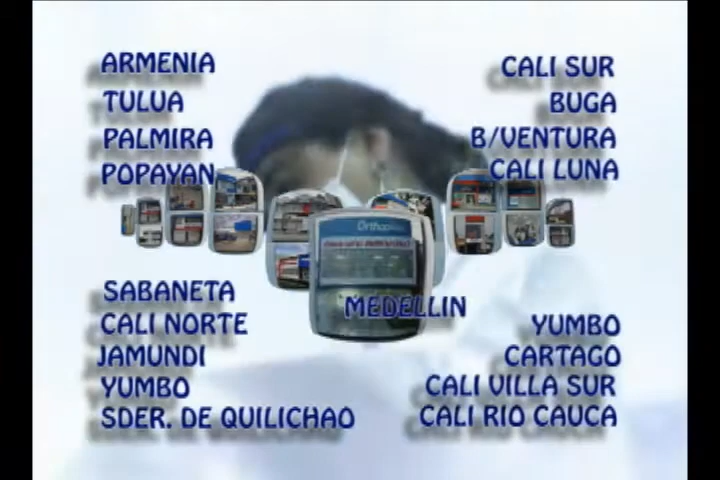 ARMENIA
TULUA
PALMIRA
POPAYAN
CALI SUR
BUGA
B/VENTURA
CALI LUNA
MEDELLIN
SABANETA
CALI NORTE
JAMUNDI
YUMBO
SDER. DE QUILICHAO
YUMBO
CARTAGO
CALI VILLA SUR
CALI RIO CAUCA